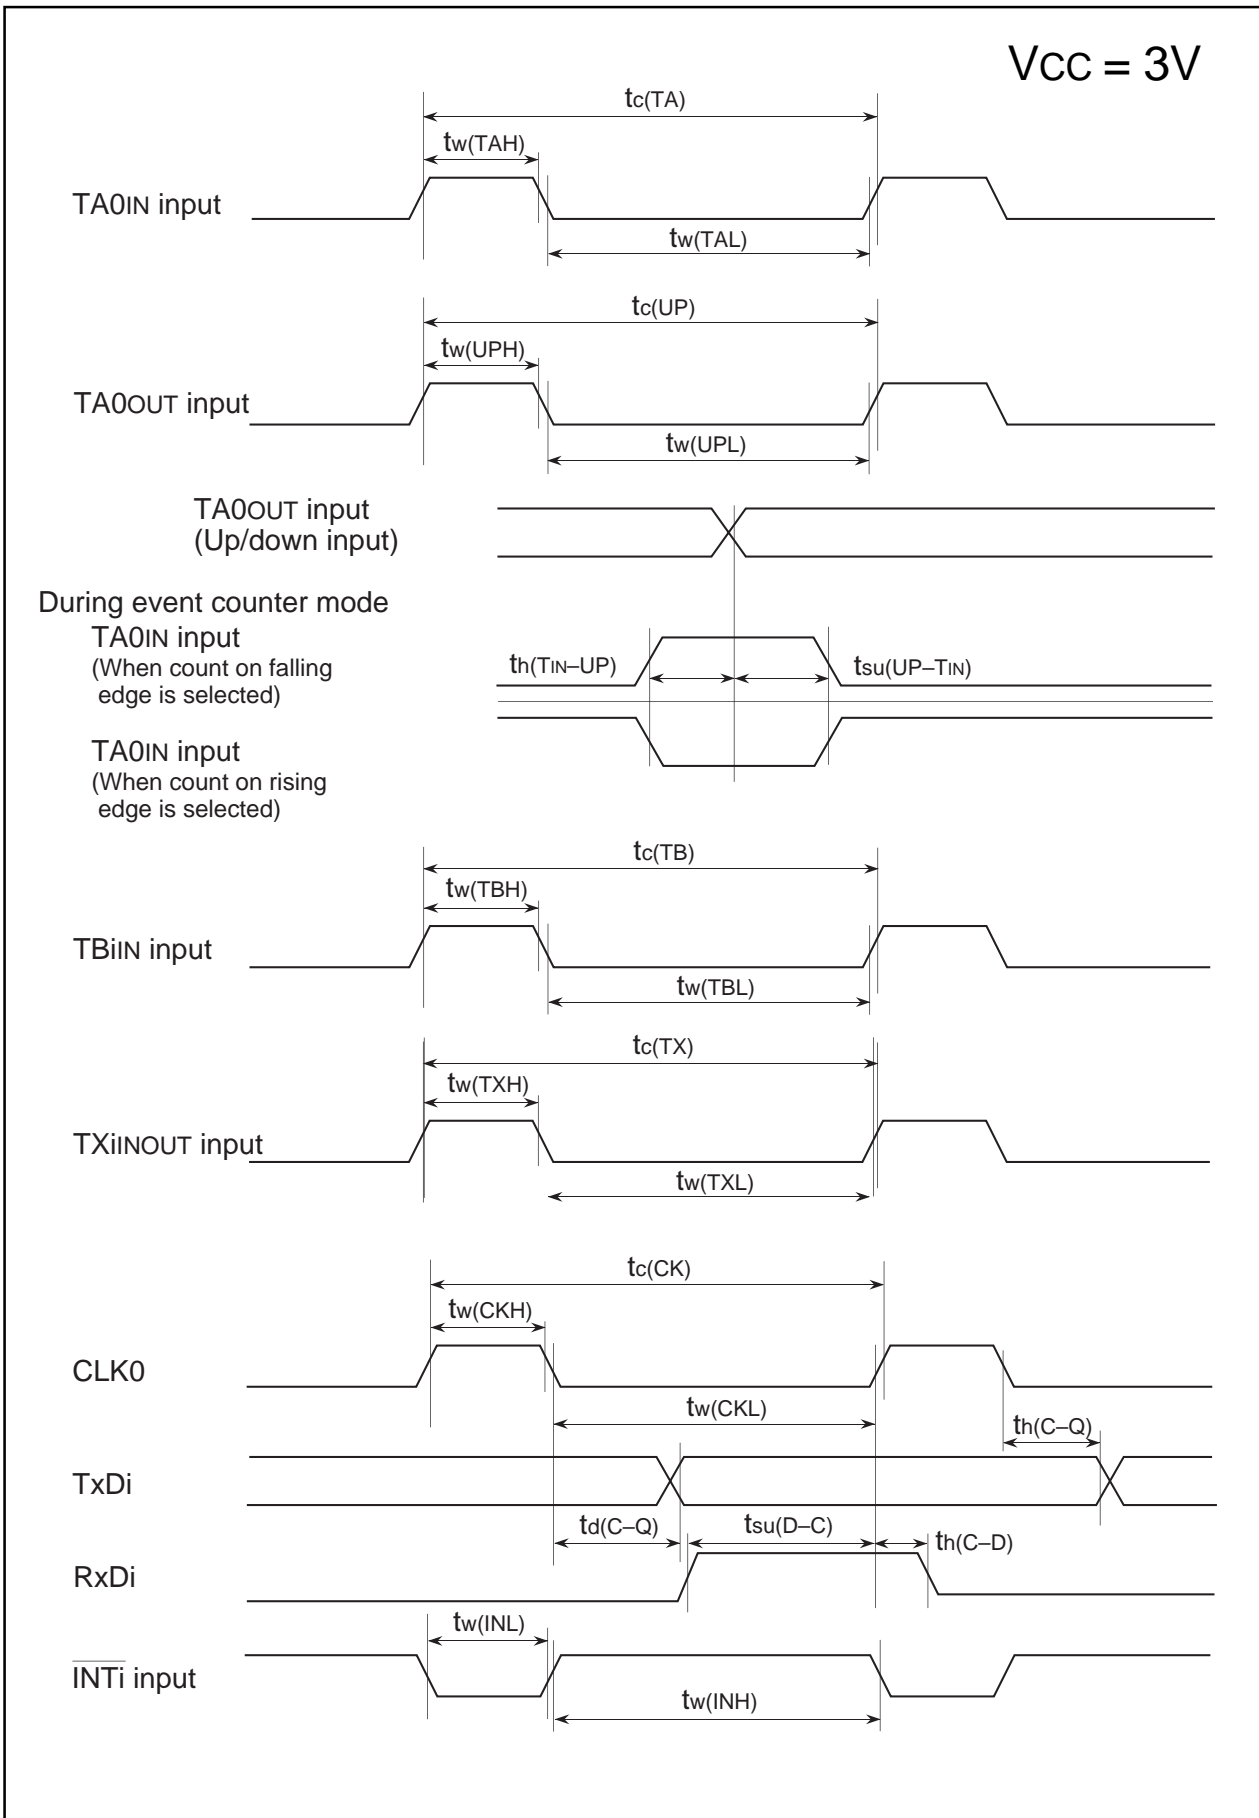 VCC = 3V
tc(TA)
tw(TAH)
TA0IN input
tw(TAL)
tc(UP)
tw(UPH)
TA0OUT input
tw(UPL)
TA0OUT input
(Up/down input)
During event counter mode
TA0IN input
(When count on falling
edge is selected)
th(TIN–UP)
tsu(UP–TIN)
TA0IN input
(When count on rising
edge is selected)
tc(TB)
tw(TBH)
TBiIN input
tw(TBL)
tc(TX)
tw(TXH)
TXiINOUT input
tw(TXL)
tc(CK)
tw(CKH)
CLK0
tw(CKL)
th(C–Q)
TxDi
td(C–Q)
tsu(D–C)
th(C–D)
RxDi
tw(INL)
INTi input
tw(INH)